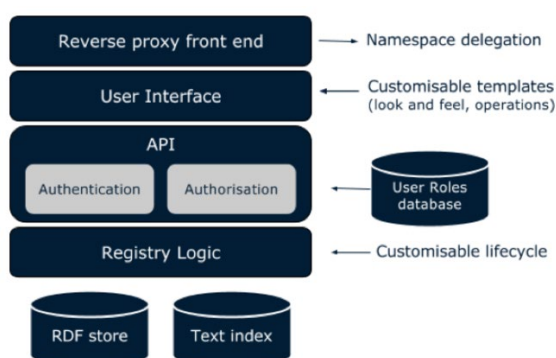 Reverse proxy front end
Namespace delegation
User Interface
Customisable templates
(look and feel, operations)
API
Authentication
Authorisation
User Roles
database
Registry Logic
Customisable lifecycle
RDF store
Text index